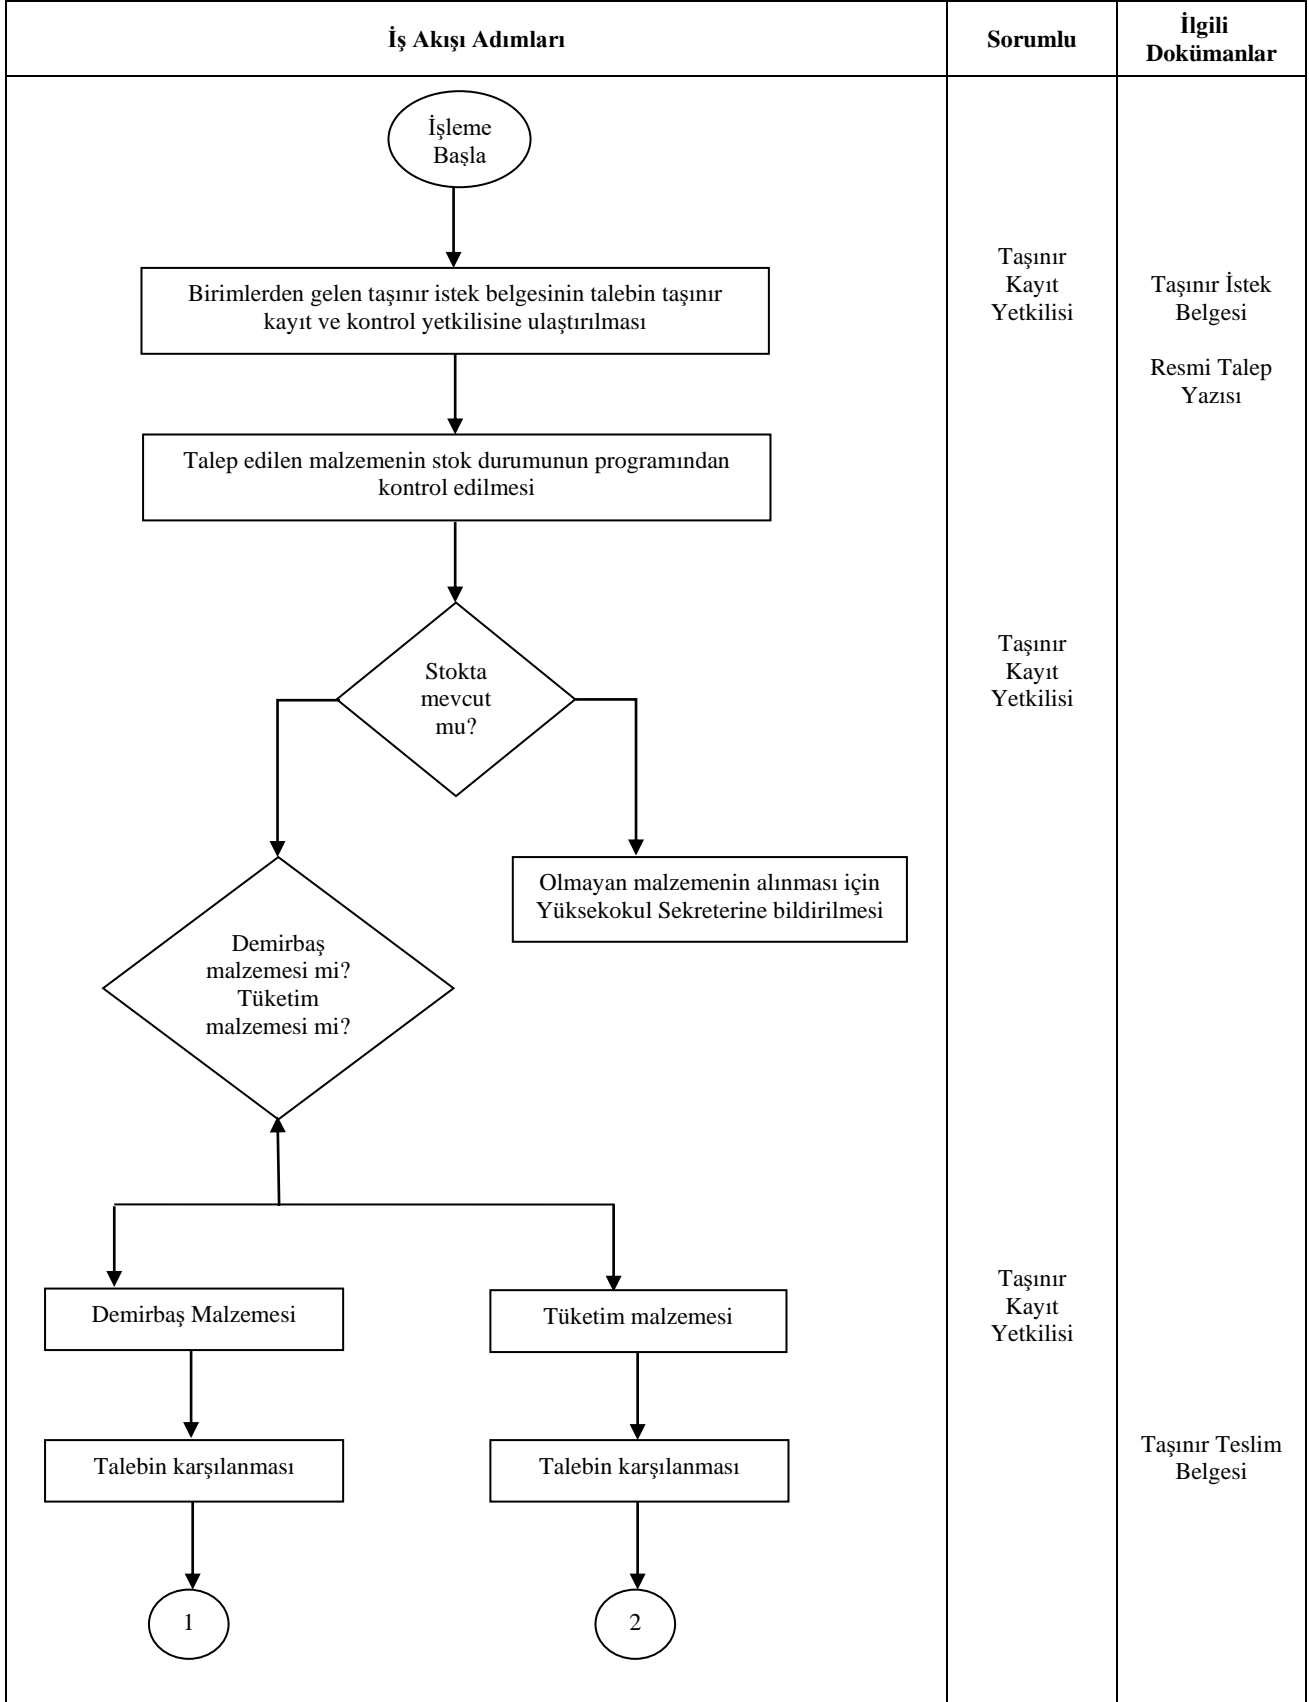 İş Akışı Adımları
Sorumlu
İlgili
Dokümanlar
İşleme
Başla
Birimlerden gelen taşınır istek belgesinin talebin taşınır
kayıt ve kontrol yetkilisine ulaştırılması
Taşınır
Kayıt
Yetkilisi
Taşınır İstek
Belgesi
Resmi Talep
Yazısı
Talep edilen malzemenin stok durumunun programından
kontrol edilmesi
Stokta
mevcut
mu?
Taşınır
Kayıt
Yetkilisi
Olmayan malzemenin alınması için
Yüksekokul Sekreterine bildirilmesi
Demirbaş
malzemesi mi?
Tüketim
malzemesi mi?
Demirbaş Malzemesi
Tüketim malzemesi
Taşınır
Kayıt
Yetkilisi
Talebin karşılanması
Talebin karşılanması
Taşınır Teslim
Belgesi
1
2